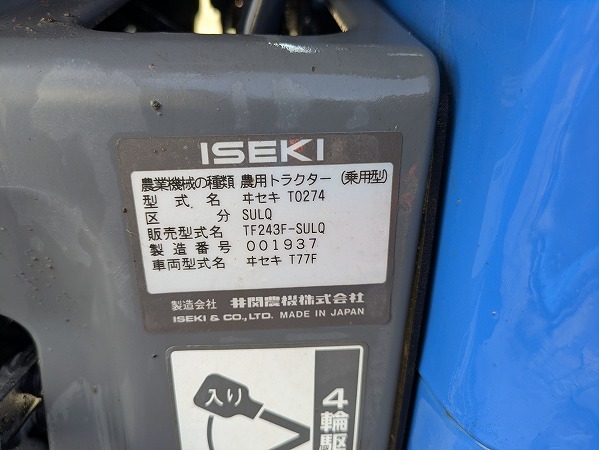 ISEKI
農業機械の種類 農用トラクター (乗用型)
型式名 ヰセキ T0274
区分 SULQ
販売型式名 TF243F-SULQ
製造番号 001937
車両型式名 ヰセキ T77F
製造会社 井関農機株式会社
ISEKI & CO., LTD. MADE IN JAPAN
入り
4輪駆